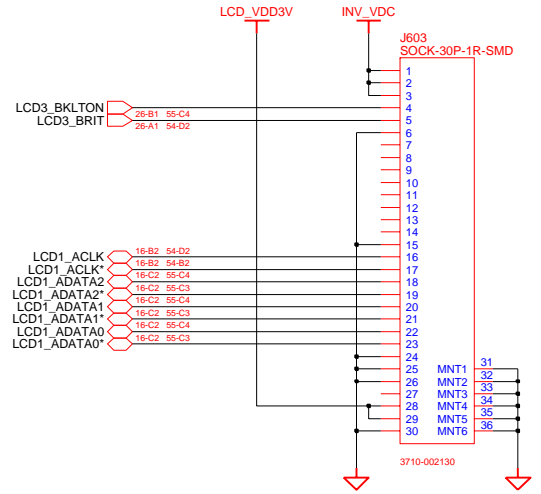 LCD_VDD3V
INV_VDC
J603
SOCK-30P-1R-SMD
1
2
3
LCD3_BKLTON 4
26-B1 55-C4
LCD3_BRIT 5
26-A1 54-D2
6
7
8
9
10
11
12
13
14
15
16-B2 54-D2
LCD1_ACLK 16
16-B2 54-B2
LCD1_ACLK* 17
16-C2 55-C4
LCD1_ADATA2 18
16-C2 55-C3
LCD1_ADATA2* 19
16-C2 55-C4
LCD1_ADATA1 20
16-C2 55-C3
LCD1_ADATA1* 21
16-C2 55-C4
LCD1_ADATA0 22
16-C2 55-C3
LCD1_ADATA0* 23
24
25 MNT1 31
26 MNT2 32
27 MNT3 33
28 MNT4 34
29 MNT5 35
30 MNT6 36
3710-002130